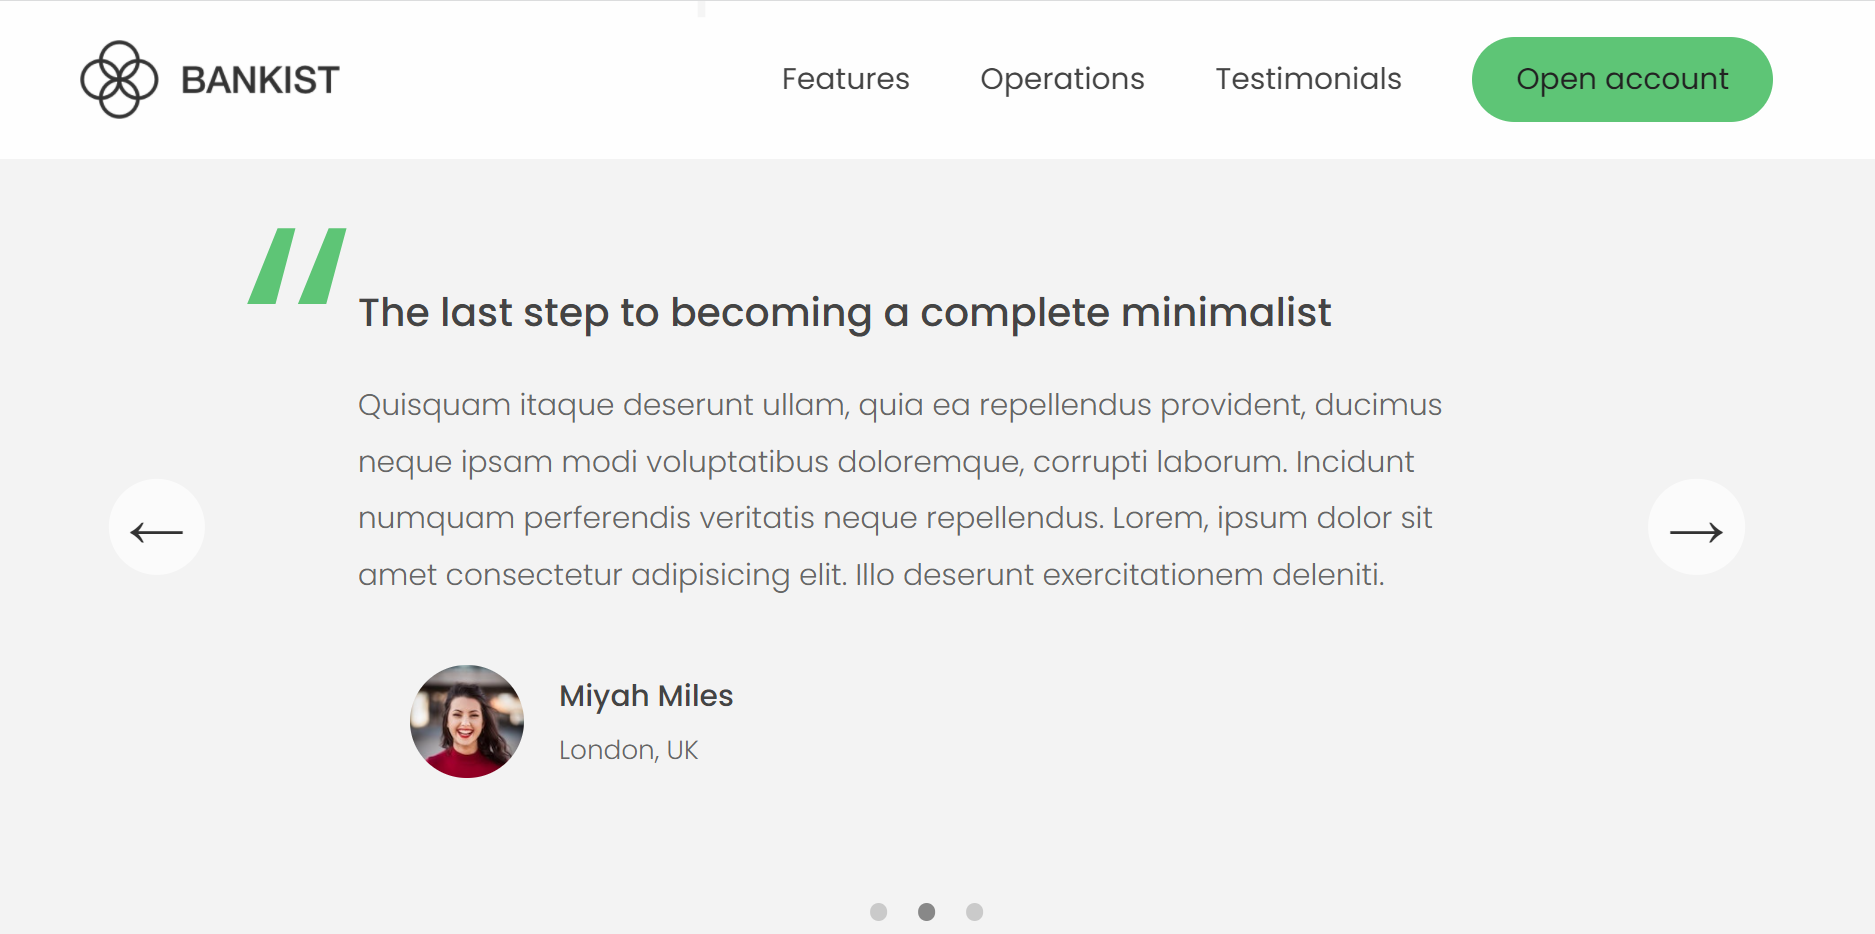 BANKIST
Features
Operations
Testimonials
Open account
The last step to becoming a complete minimalist
Quisquam itaque deserunt ullam, quia ea repellendus provident, ducimus
neque ipsam modi voluptatibus doloremque, corrupti laborum. Incidunt
numquam perferendis veritatis neque repellendus. Lorem, ipsum dolor sit
amet consectetur adipisicing elit. Illo deserunt exercitationem deleniti.
Miyah Miles
London, UK